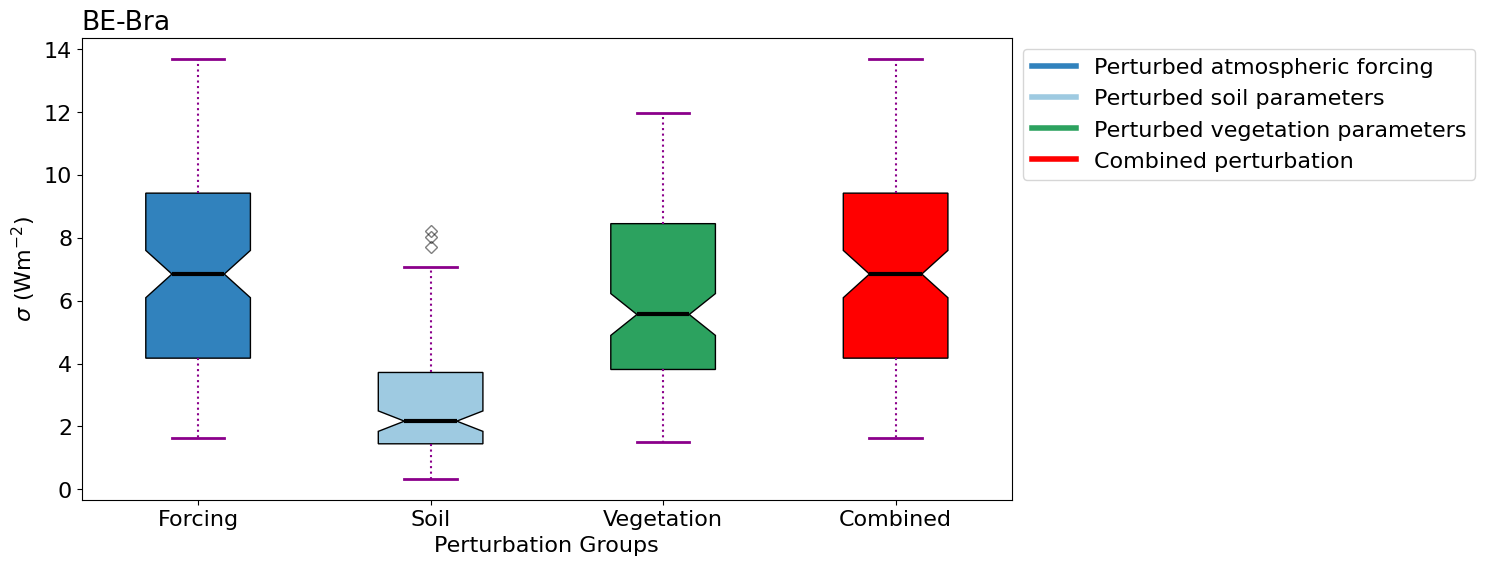 BE-Bra
14
12
10
8
6
4
2
0
σ (Wm⁻²)
Forcing
Soil
Vegetation
Combined
Perturbation Groups
Perturbed atmospheric forcing
Perturbed soil parameters
Perturbed vegetation parameters
Combined perturbation